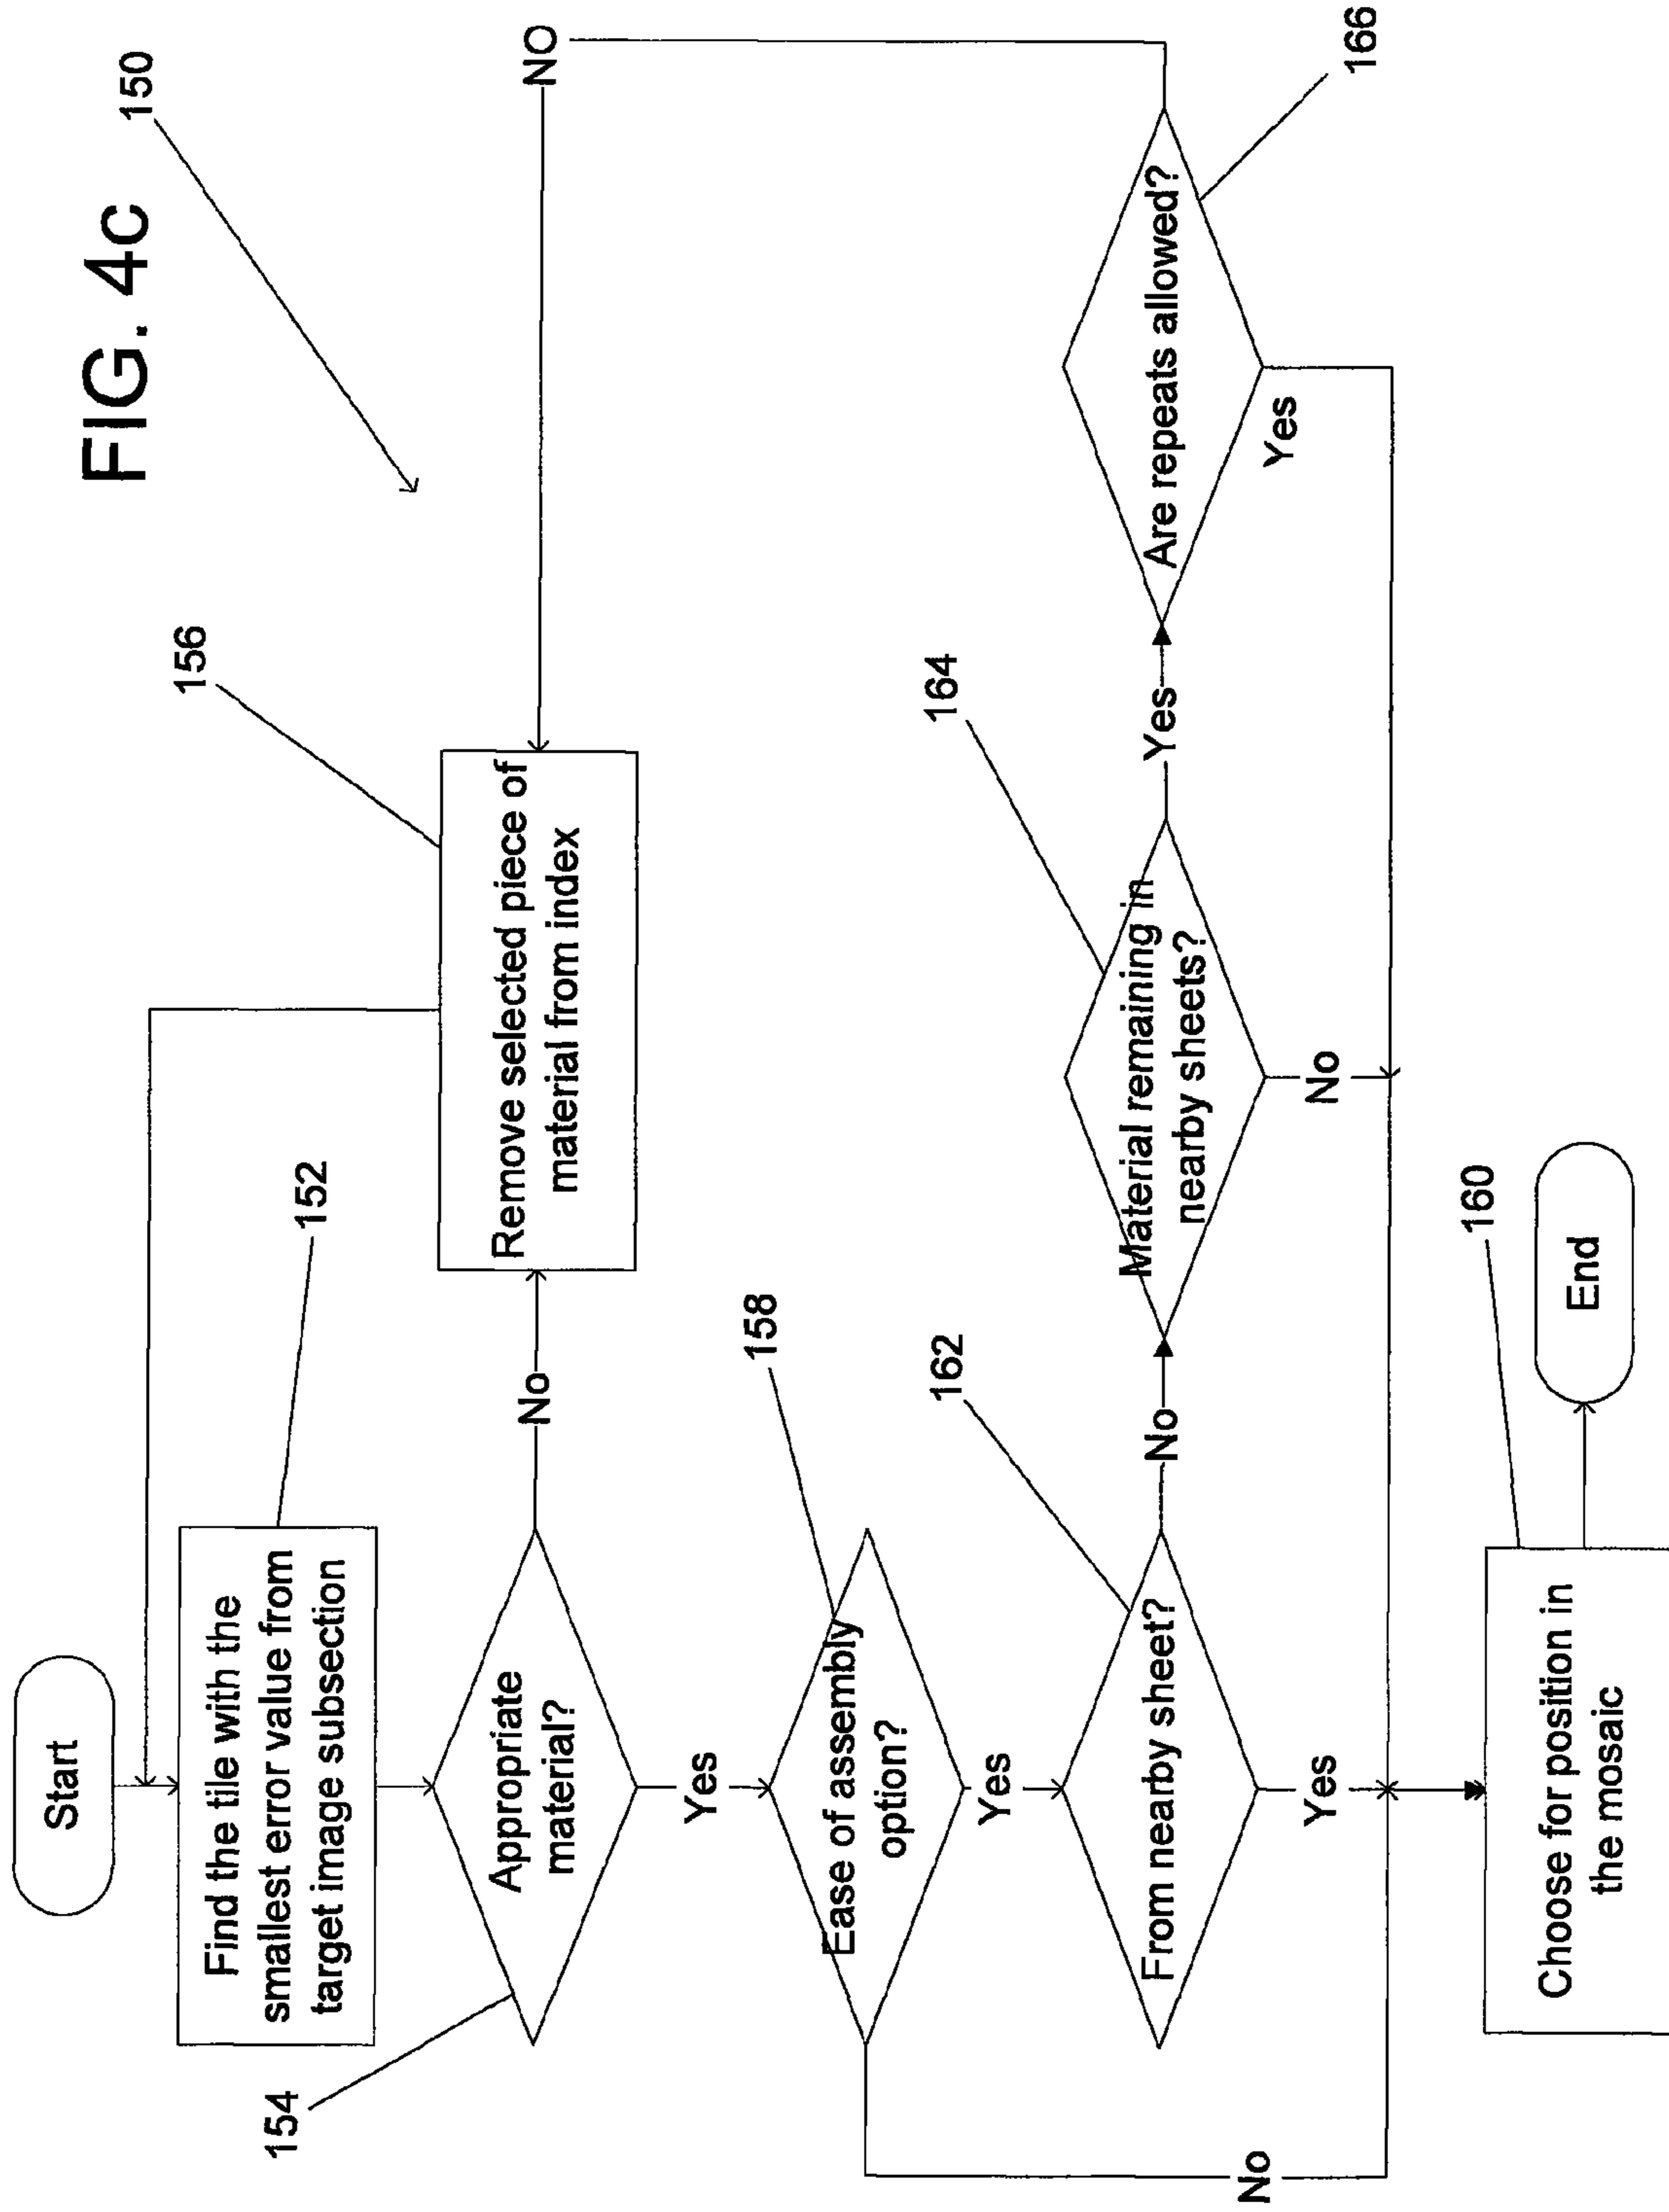 FIG. 4c
150
Start
Find the tile with the
smallest error value from
target image subsection
152
Appropriate
material?
154
No
Remove selected piece of
material from index
156
NO
Yes
Ease of assembly
option?
158
No
Yes
From nearby sheet?
162
No
Material remaining in
nearby sheets?
164
Yes
Are repeats allowed?
166
Yes
No
Yes
Choose for position in
the mosaic
160
End